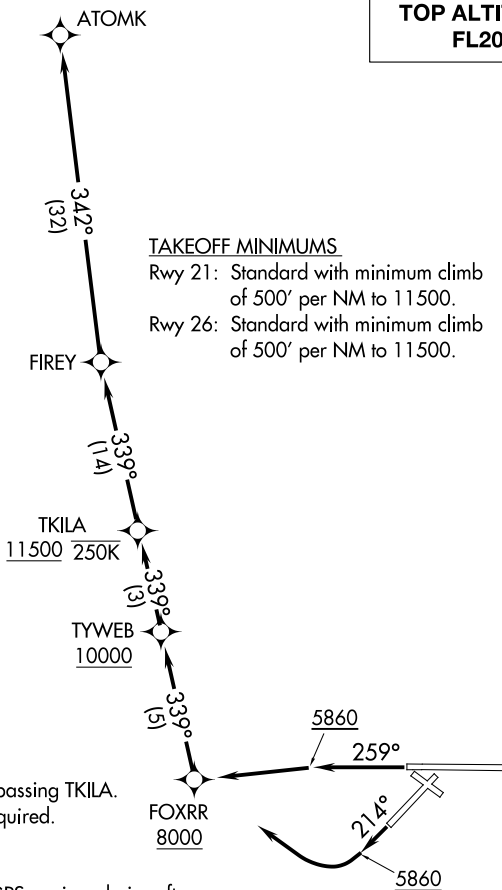 ATOMK
TOP ALTI
FL20
342°
(32)
TAKEOFF MINIMUMS
Rwy 21: Standard with minimum climb
of 500' per NM to 11500.
Rwy 26: Standard with minimum climb
of 500' per NM to 11500.
FIREY
339°
(14)
TKILA
11500 250K
339°
(3)
TYWEB
10000
339°
(5)
5860
259°
passing TKILA.
quired.
FOXRR
8000
214°
5860